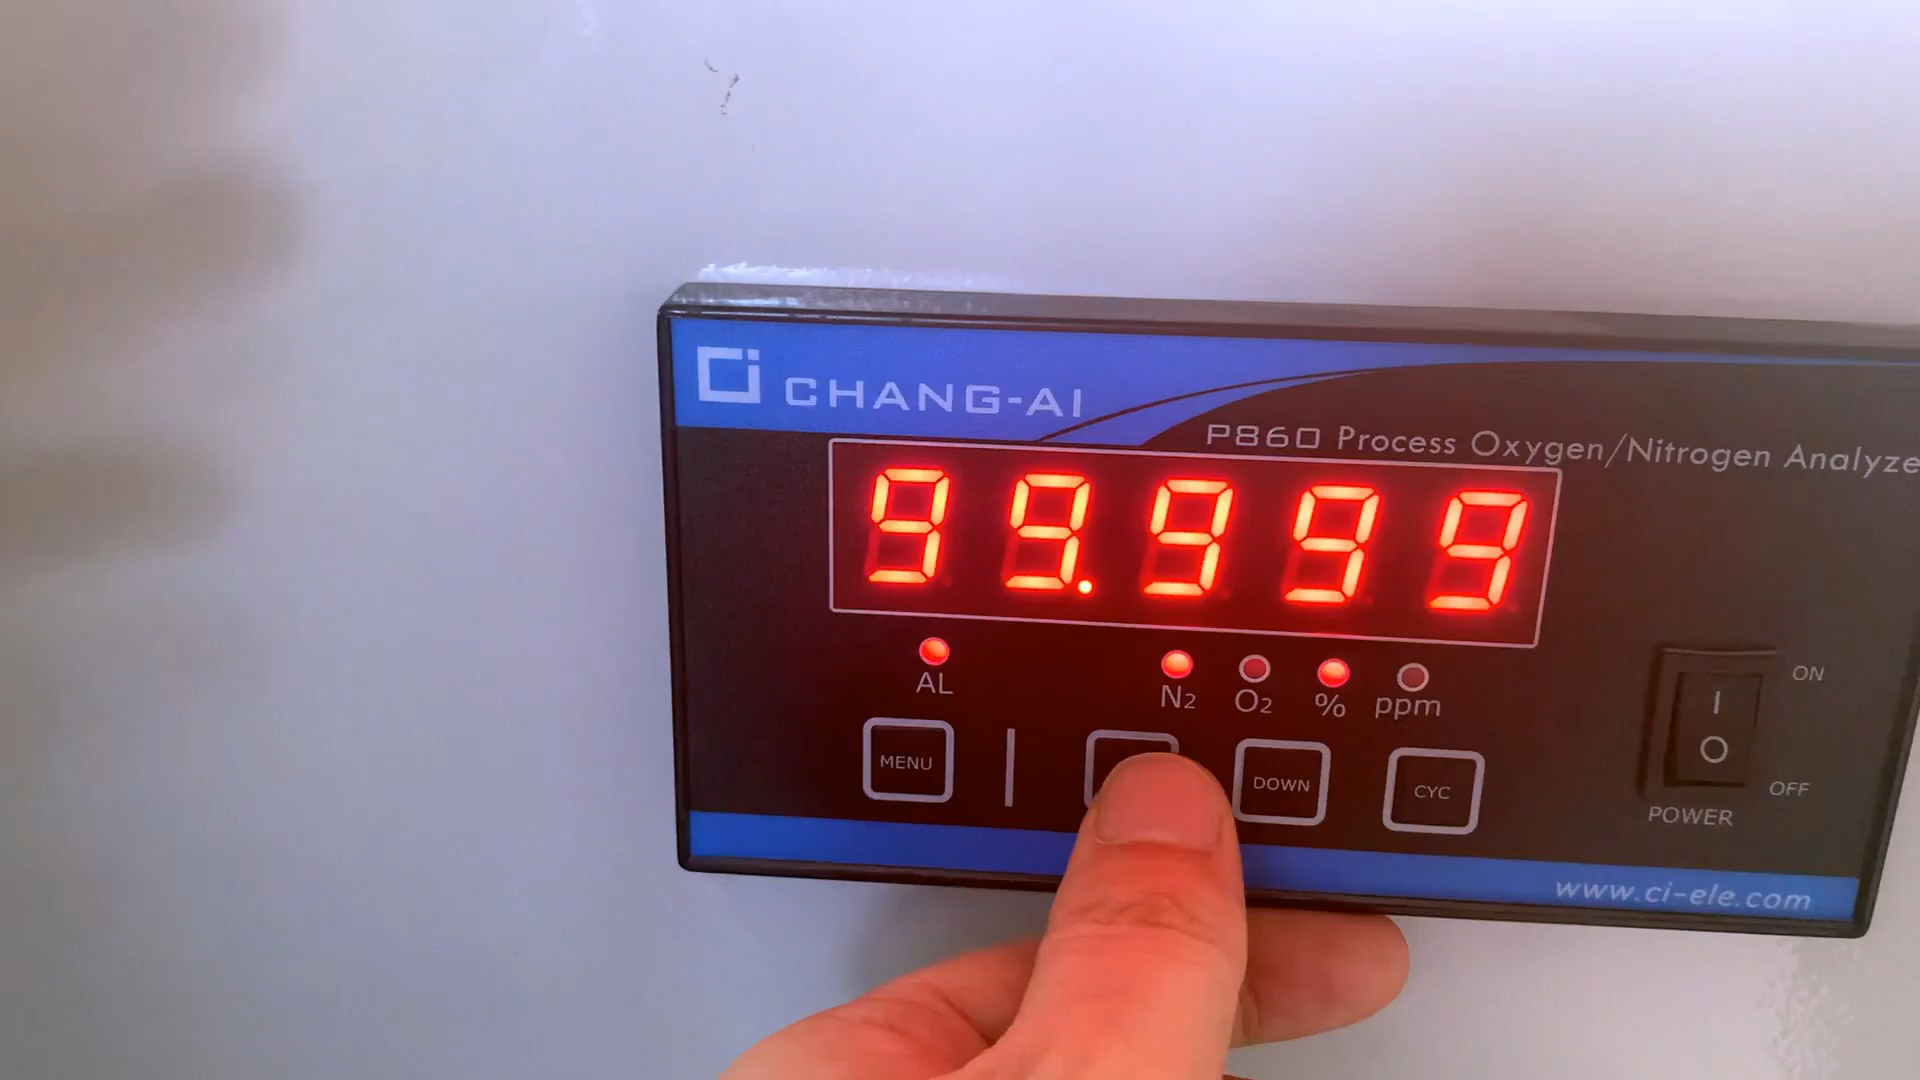 Ci CHANG-AI
P860 Process Oxygen/Nitrogen Analyze
99.999
AL N2 O2 % ppm
MENU DOWN CYC
I
O
ON
OFF
POWER
www.ci-ele.com